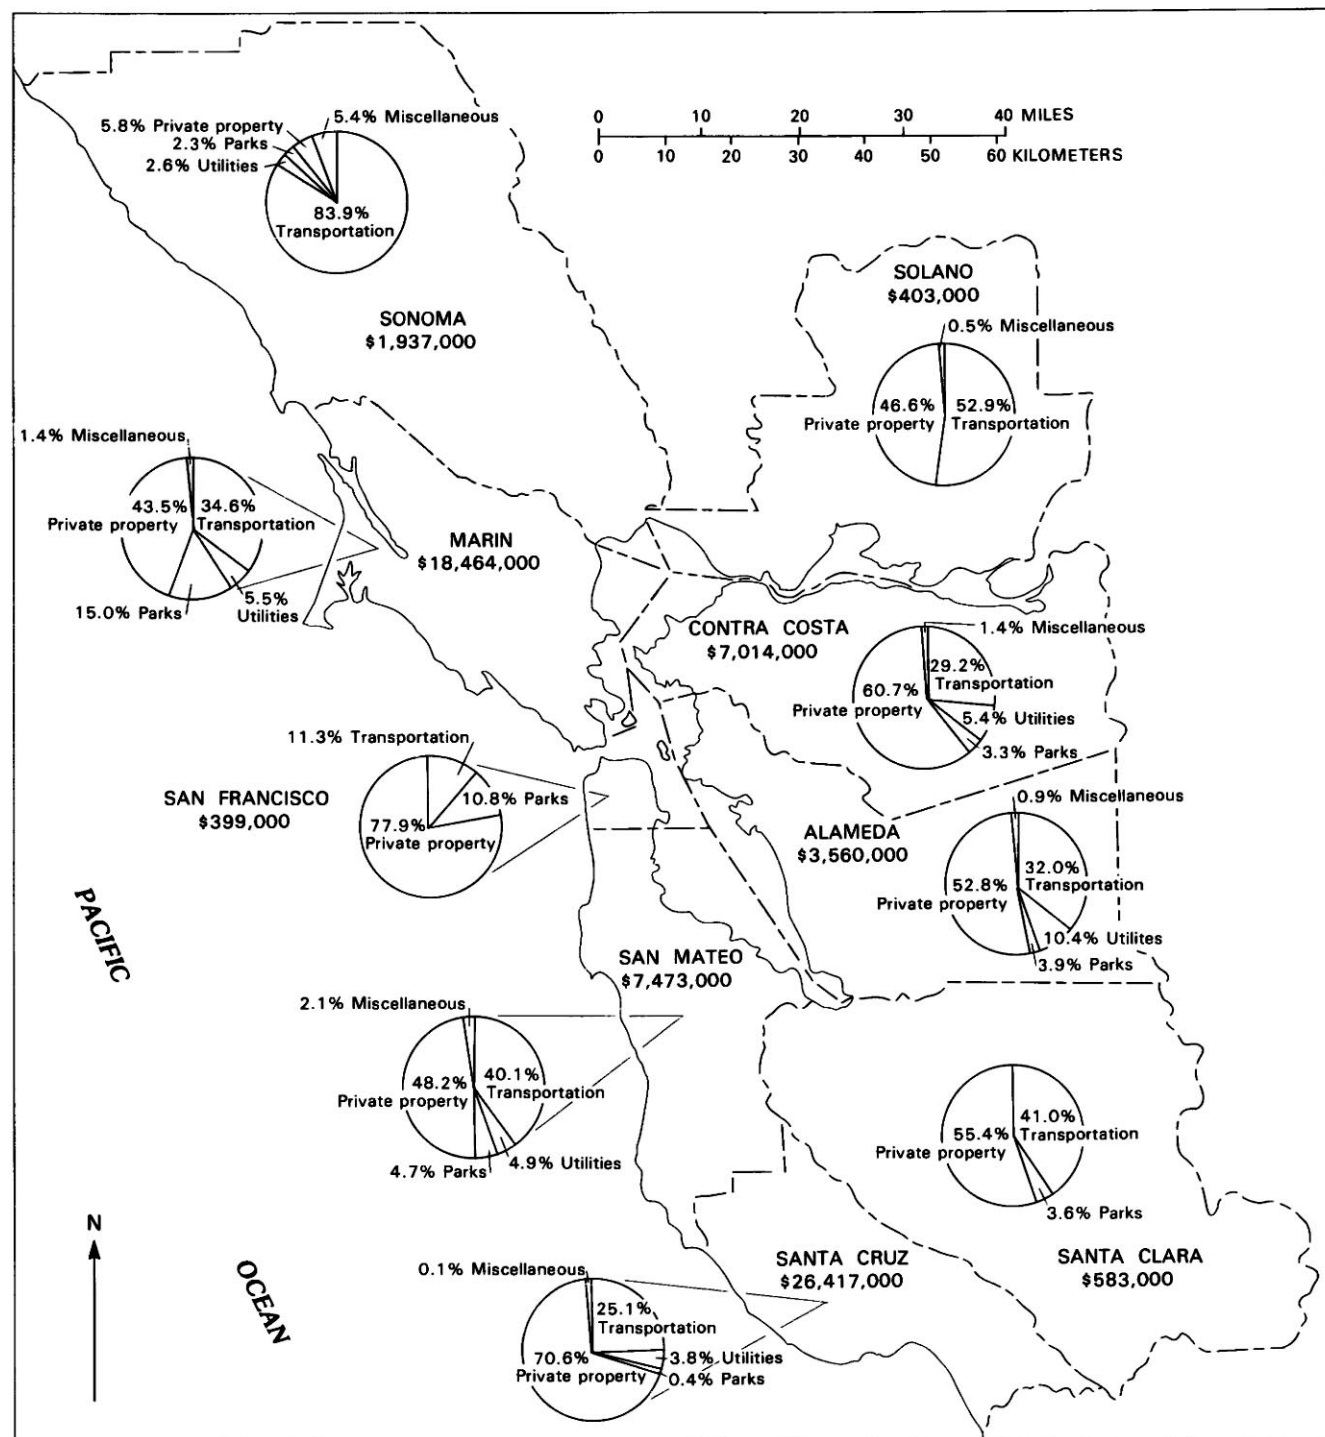 0 10 20 30 40 MILES
0 10 20 30 40 50 60 KILOMETERS
5.4% Miscellaneous
5.8% Private property
2.3% Parks
2.6% Utilities
83.9%
Transportation
SONOMA
$1,937,000
SOLANO
$403,000
0.5% Miscellaneous
46.6%
Private property
52.9%
Transportation
1.4% Miscellaneous
43.5%
Private property
34.6%
Transportation
15.0% Parks
5.5%
Utilities
MARIN
$18,464,000
CONTRA COSTA
$7,014,000
1.4% Miscellaneous
29.2%
Transportation
60.7%
Private property
5.4% Utilities
3.3% Parks
11.3% Transportation
10.8% Parks
77.9%
Private property
SAN FRANCISCO
$399,000
ALAMEDA
$3,560,000
0.9% Miscellaneous
32.0%
Transportation
52.8%
Private property
10.4% Utilites
3.9% Parks
PACIFIC
SAN MATEO
$7,473,000
2.1% Miscellaneous
40.1%
Transportation
48.2%
Private property
4.7% Parks
4.9% Utilities
41.0%
Transportation
55.4%
Private property
3.6% Parks
SANTA CLARA
$583,000
N
OCEAN
SANTA CRUZ
$26,417,000
0.1% Miscellaneous
25.1%
Transportation
70.6%
Private property
3.8% Utilities
0.4% Parks